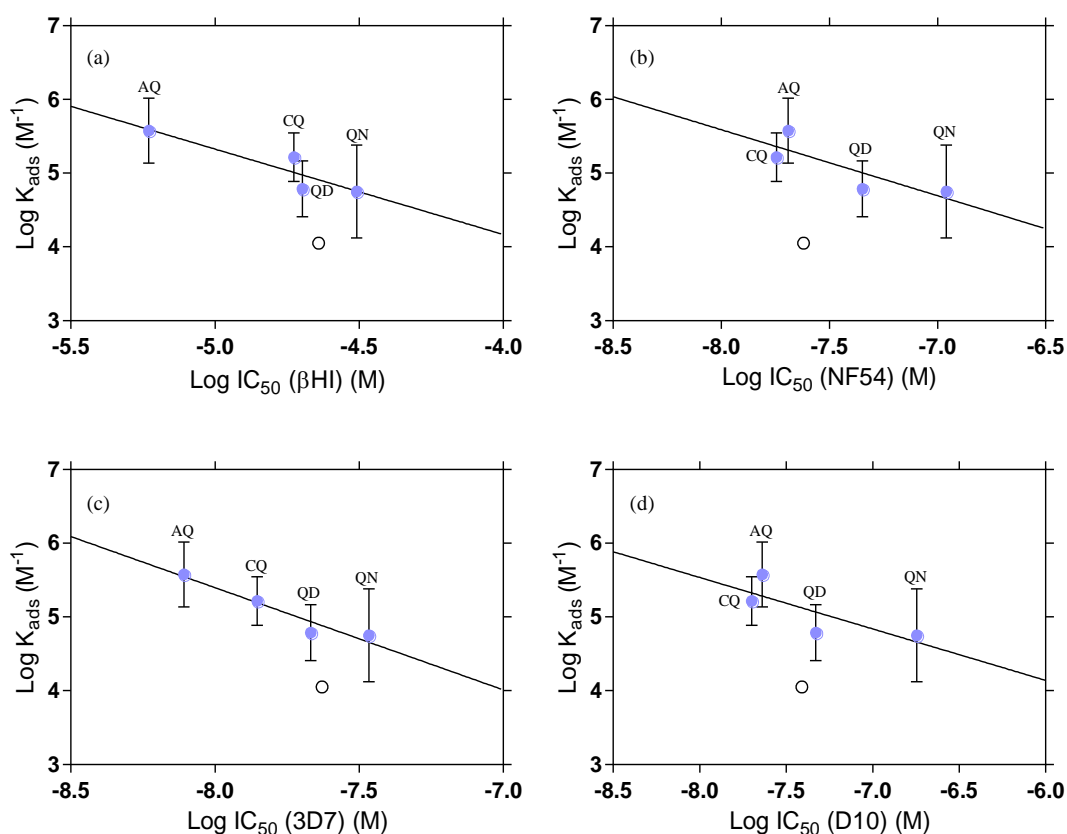 (a)
AQ
CQ
QD
QN
7
6
5
4
3
Log K_ads (M⁻¹)
-5.5
-5.0
-4.5
-4.0
Log IC₅₀ (βHI) (M)
(b)
AQ
CQ
QD
QN
7
6
5
4
3
Log K_ads (M⁻¹)
-8.5
-8.0
-7.5
-7.0
-6.5
Log IC₅₀ (NF54) (M)
(c)
AQ
CQ
QD
QN
7
6
5
4
3
Log K_ads (M⁻¹)
-8.5
-8.0
-7.5
-7.0
Log IC₅₀ (3D7) (M)
(d)
AQ
CQ
QD
QN
7
6
5
4
3
Log K_ads (M⁻¹)
-8.5
-8.0
-7.5
-7.0
-6.5
-6.0
Log IC₅₀ (D10) (M)